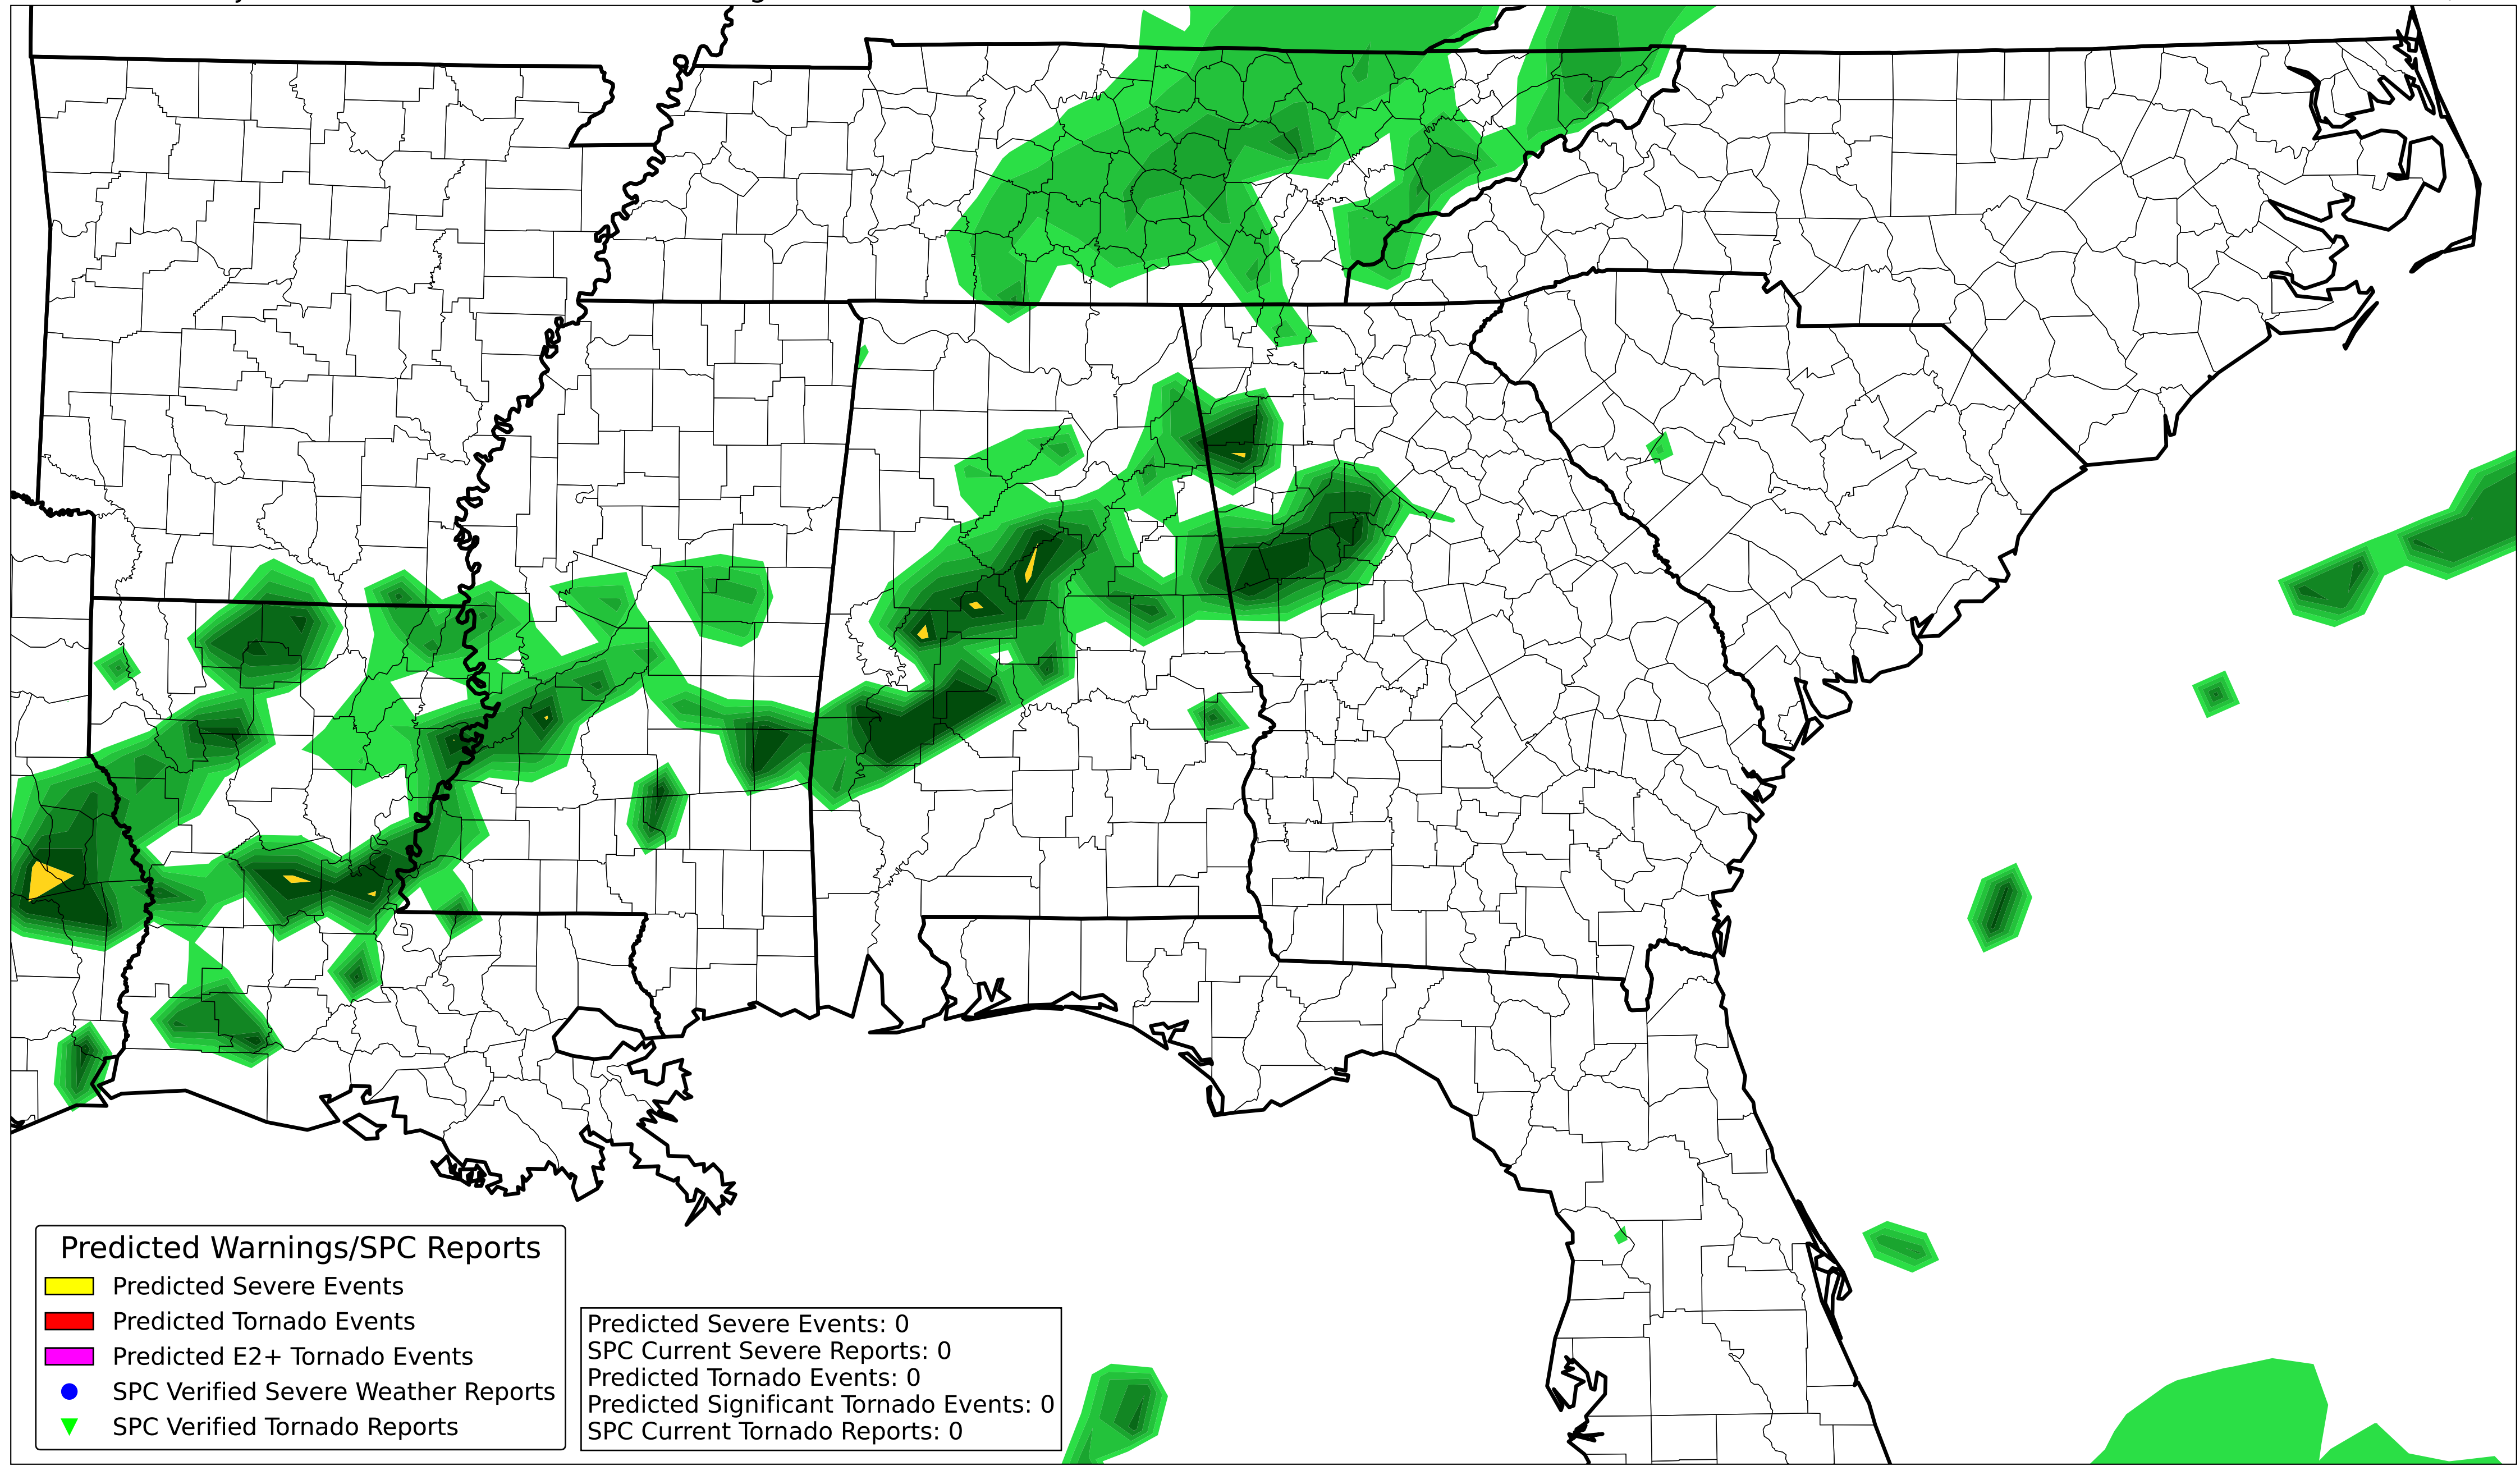 Predicted Warnings/SPC Reports
Predicted Severe Events
Predicted Tornado Events
Predicted E2+ Tornado Events
SPC Verified Severe Weather Reports
SPC Verified Tornado Reports
Predicted Severe Events: 0
SPC Current Severe Reports: 0
Predicted Tornado Events: 0
Predicted Significant Tornado Events: 0
SPC Current Tornado Reports: 0